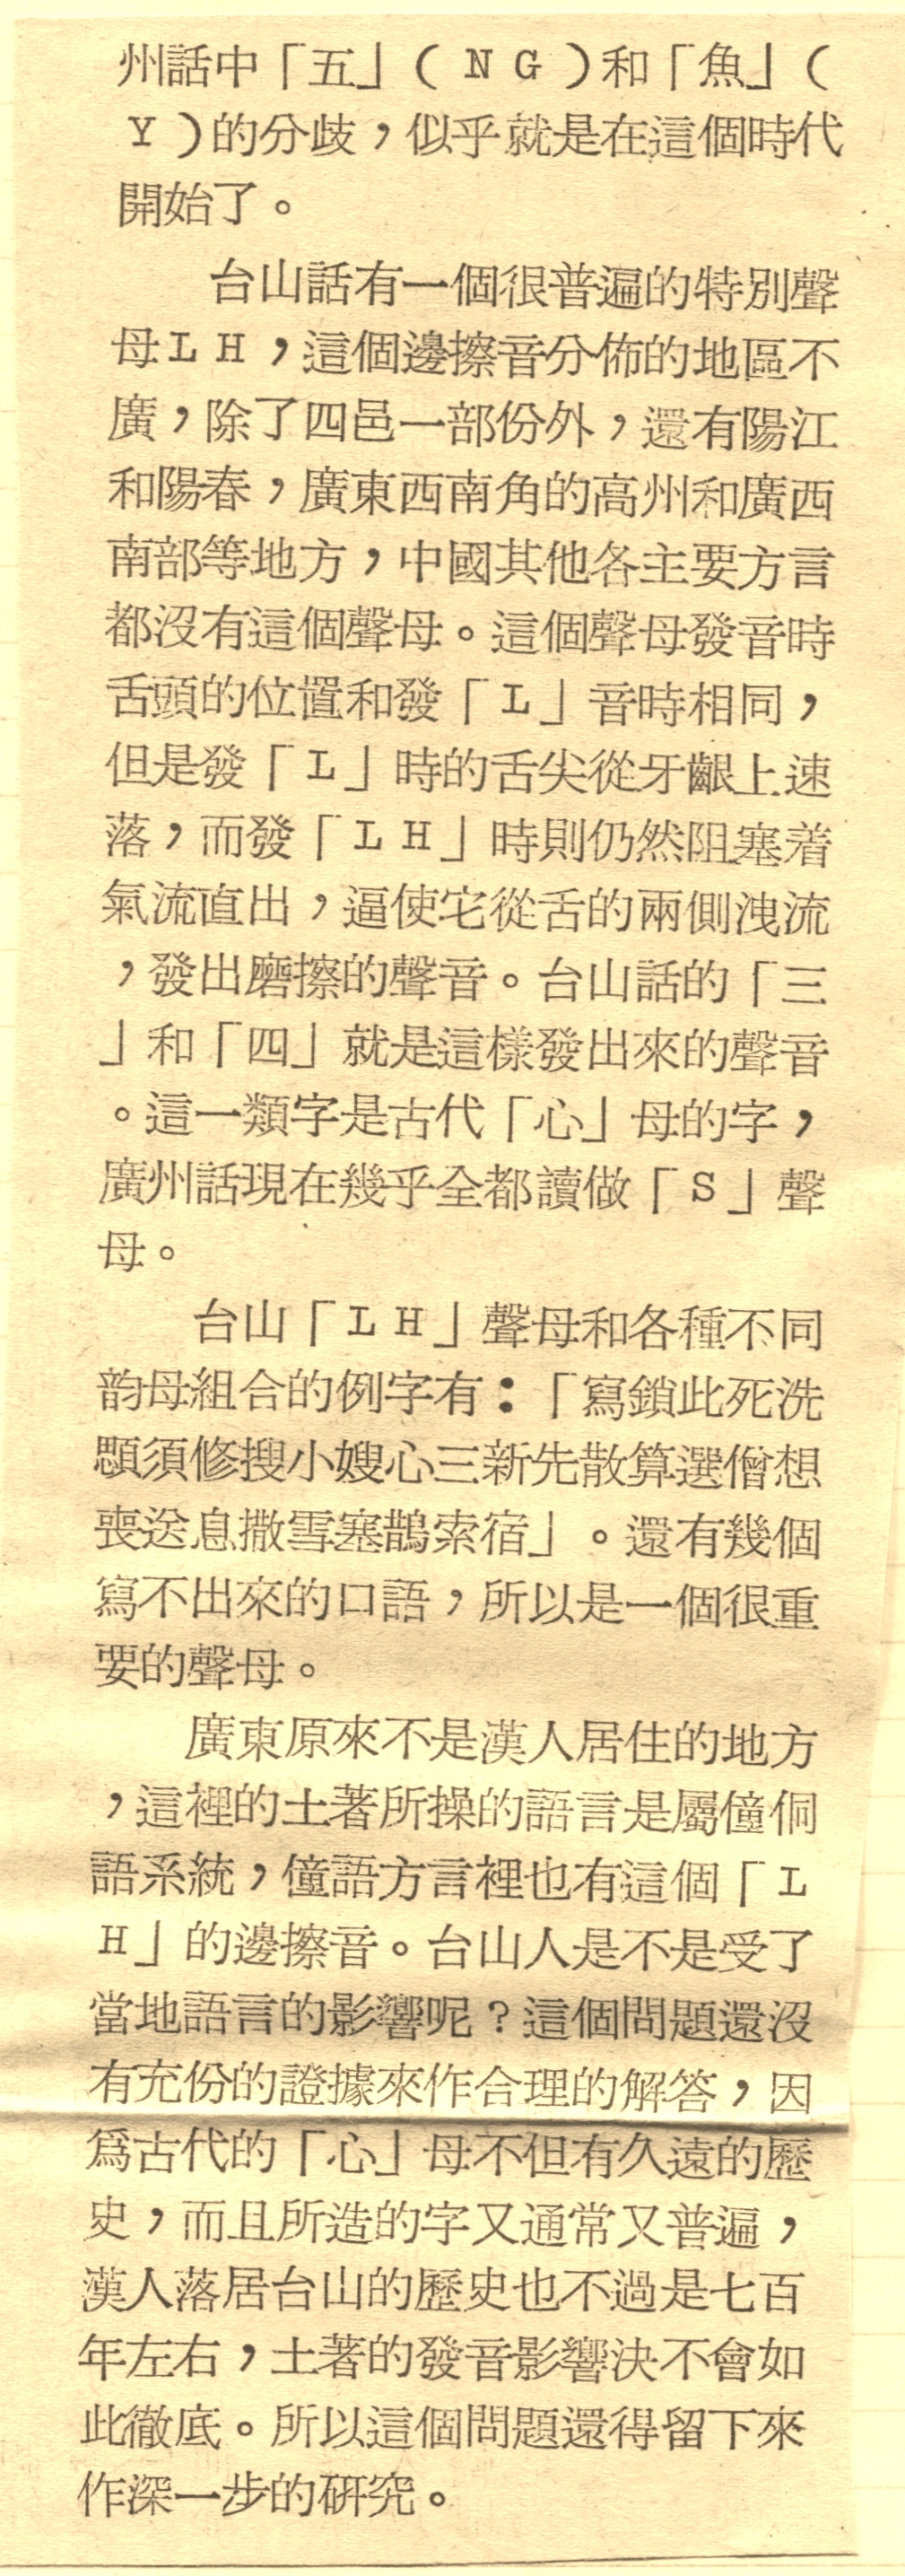 州話中「五」(NG)和「魚」(
Y)的分歧，似乎就是在這個時代
開始了。
台山話有一個很普遍的特別聲
母LH，這個邊擦音分佈的地區不
廣，除了四邑一部份外，還有陽江
和陽春，廣東西南角的高州和廣西
南部等地方，中國其他各主要方言
都沒有這個聲母。這個聲母發音時
舌頭的位置和發「L」音時相同，
但是發「L」時的舌尖從牙齦上速
落，而發「LH」時則仍然阻塞着
氣流直出，逼使它從舌的兩側洩流
，發出磨擦的聲音。台山話的「三
」和「四」就是這樣發出來的聲音
。這一類字是古代「心」母的字，
廣州話現在幾乎全都讀做「S」聲
母。
台山「LH」聲母和各種不同
韵母組合的例字有：「寫鎖此死洗
顋須修搜小嫂心三新先散算選僧想
喪送息撒雪塞鵲索宿」。還有幾個
寫不出來的口語，所以是一個很重
要的聲母。
廣東原來不是漢人居住的地方
，這裡的土著所操的語言是屬僮侗
語系統，僮語方言裡也有這個「L
H」的邊擦音。台山人是不是受了
當地語言的影響呢？這個問題還沒
有充份的證據來作合理的解答，因
爲古代的「心」母不但有久遠的歷
史，而且所造的字又通常又普遍，
漢人落居台山的歷史也不過是七百
年左右，土著的發音影響決不會如
此徹底。所以這個問題還得留下來
作深一步的研究。